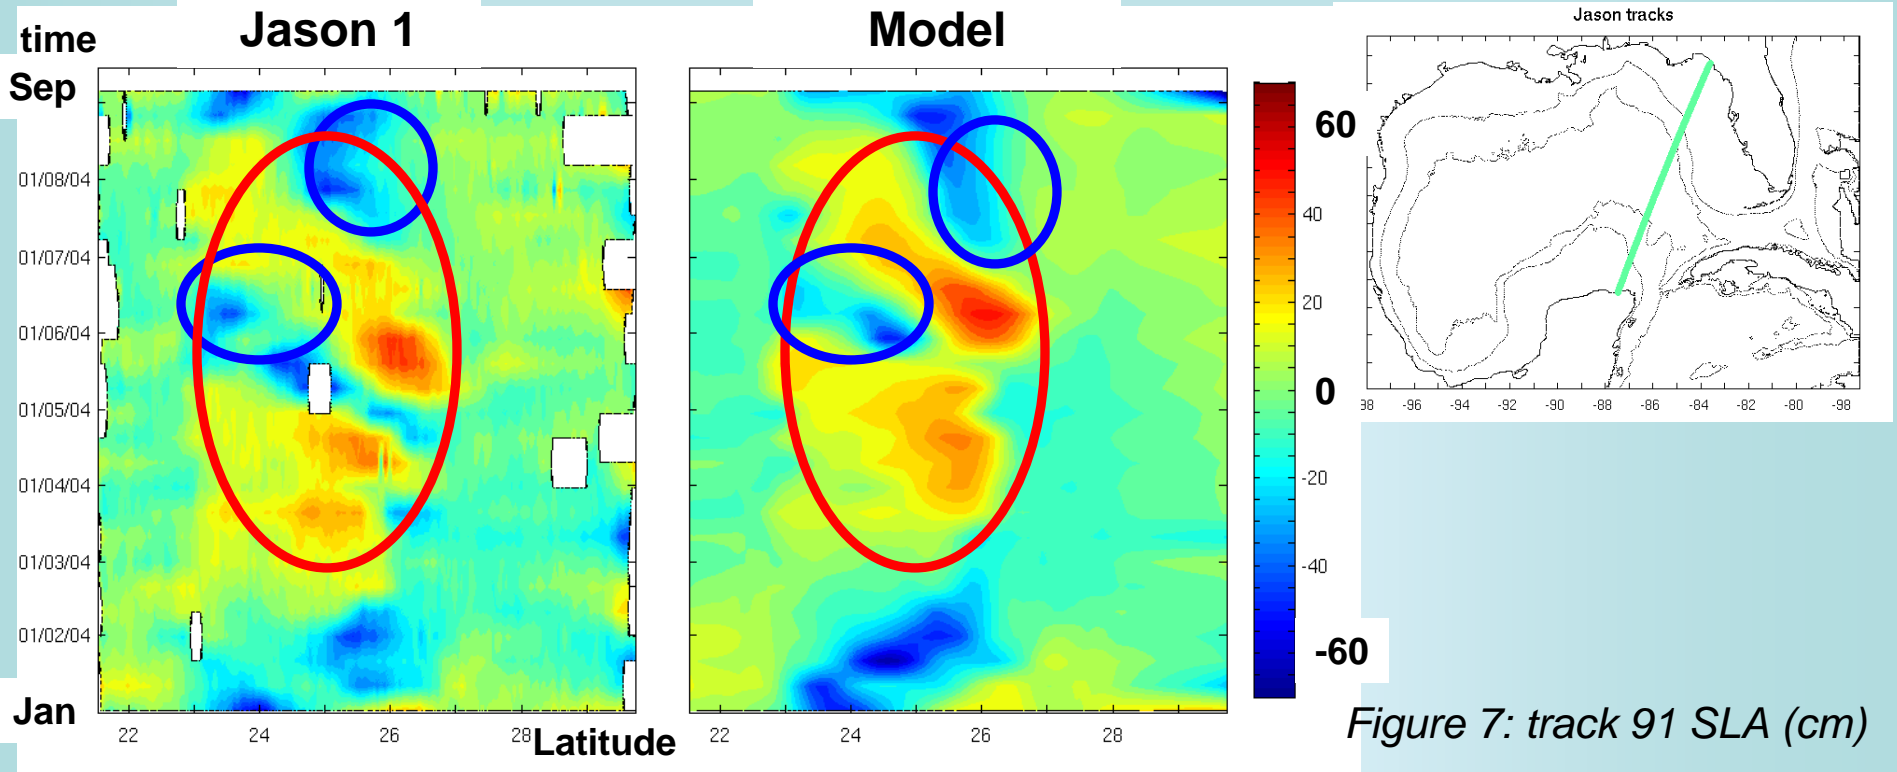 Jason 1
Model
Jason tracks
time
Sep
01/08/04
01/07/04
01/06/04
01/05/04
01/04/04
01/03/04
01/02/04
Jan
22 24 26 28
Latitude
22 24 26 28
60
40
20
0
-20
-40
-60
98 -96 -94 -92 -90 -88 -86 -84 -82 -80 -98
Figure 7: track 91 SLA (cm)